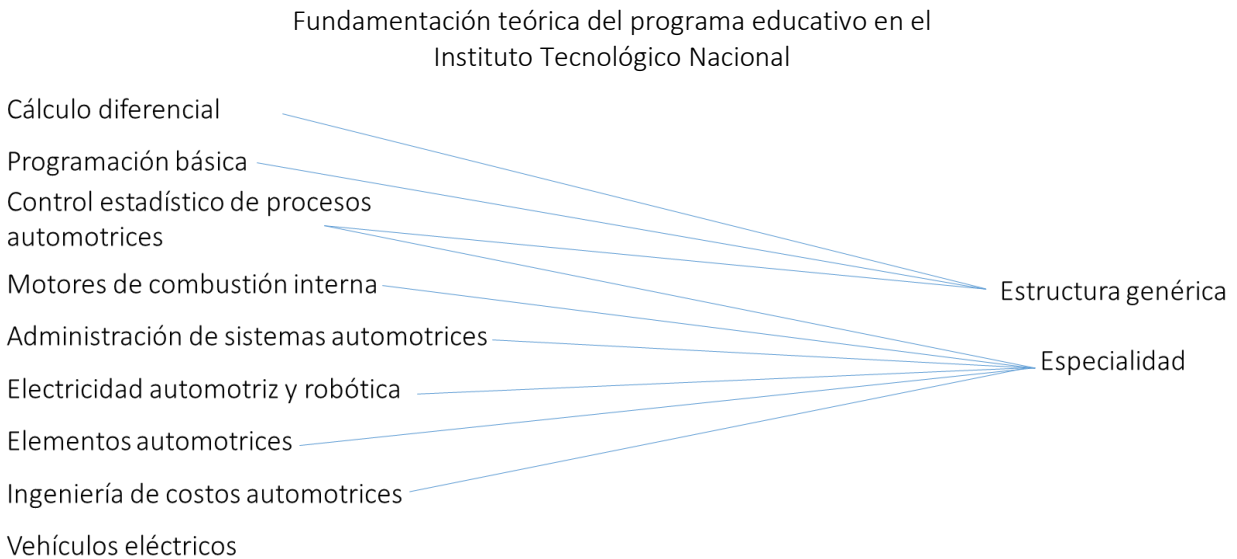 Fundamentación teórica del programa educativo en el
Instituto Tecnológico Nacional
Cálculo diferencial
Programación básica
Control estadístico de procesos
automotrices
Motores de combustión interna
Administración de sistemas automotrices
Electricidad automotriz y robótica
Elementos automotrices
Ingeniería de costos automotrices
Vehículos eléctricos
Estructura genérica
Especialidad